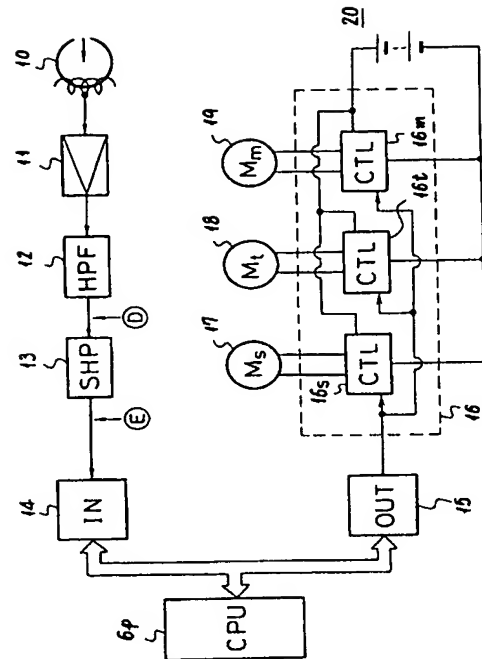 20
10
11
12
HPF
D
13
SHP
E
14
IN
6P
CPU
15
OUT
19
Mm
18
Mt
17
Ms
16m
CTL
16t
CTL
16s
CTL
16